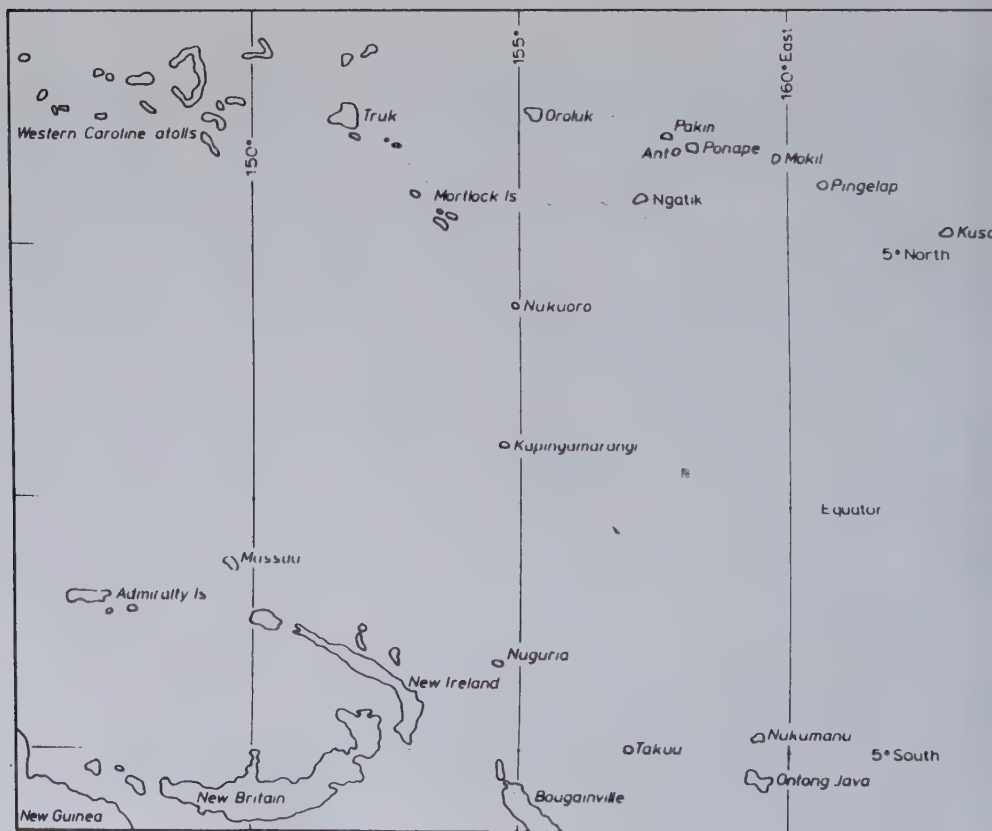 155°
160° East
Western Caroline atolls
150°
Truk
Oroluk
Pakin
Ant
Ponape
Mokil
Mortlock Is
Ngatik
Pingelap
Kusa
5° North
Nukuoro
Kapingamarangi
Equator
Mussau
Admiralty Is
Nuguria
New Ireland
Nukumanu
Takuu
5° South
Ontong Java
New Britain
Bougainville
New Guinea